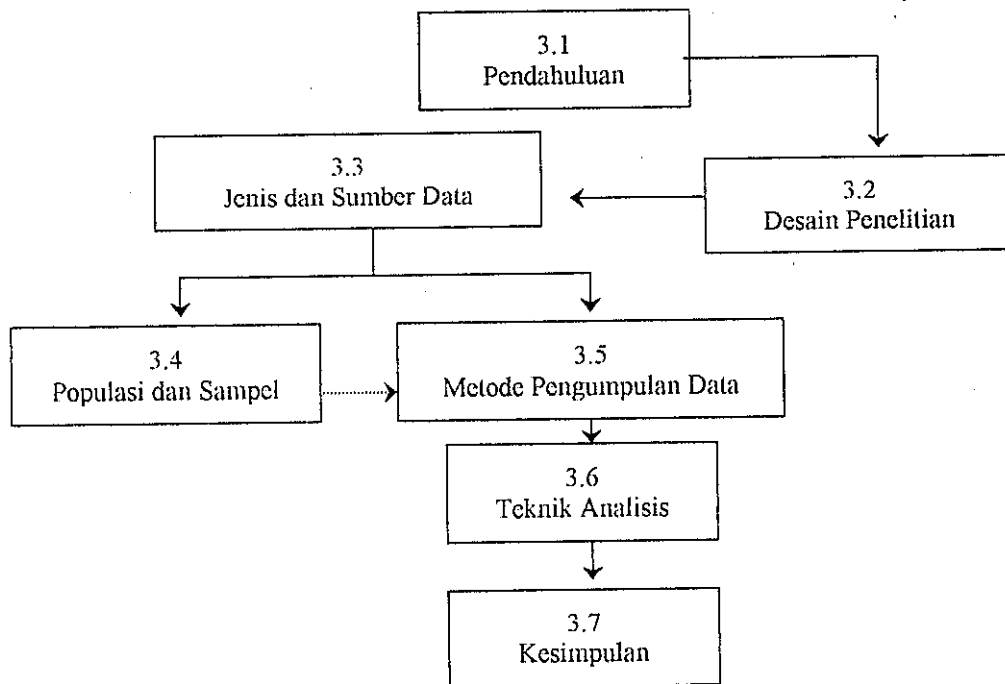 3.1
Pendahuluan
3.2
Desain Penelitian
3.3
Jenis dan Sumber Data
3.4
Populasi dan Sampel
3.5
Metode Pengumpulan Data
3.6
Teknik Analisis
3.7
Kesimpulan